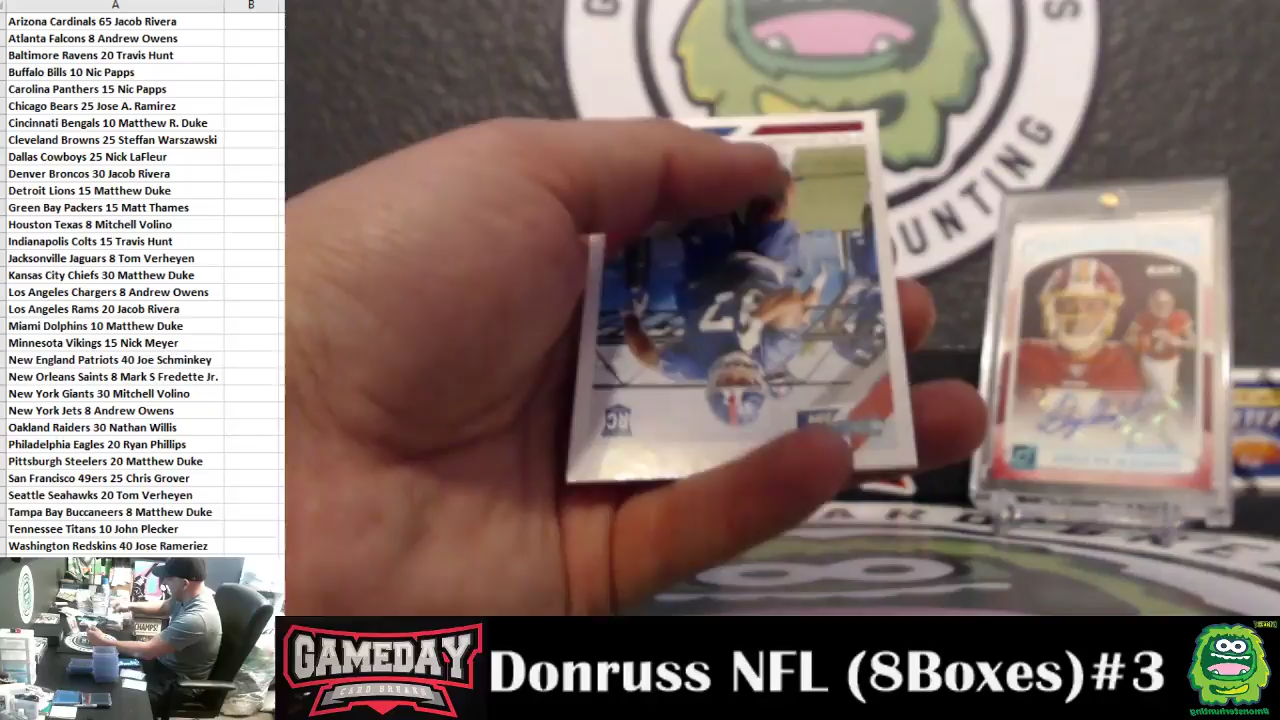 A B
Arizona Cardinals 65 Jacob Rivera
Atlanta Falcons 8 Andrew Owens
Baltimore Ravens 20 Travis Hunt
Buffalo Bills 10 Nic Papps
Carolina Panthers 15 Nic Papps
Chicago Bears 25 Jose A. Ramirez
Cincinnati Bengals 10 Matthew R. Duke
Cleveland Browns 25 Steffan Warszawski
Dallas Cowboys 25 Nick LaFleur
Denver Broncos 30 Jacob Rivera
Detroit Lions 15 Matthew Duke
Green Bay Packers 15 Matt Thames
Houston Texas 8 Mitchell Volino
Indianapolis Colts 15 Travis Hunt
Jacksonville Jaguars 8 Tom Verheyen
Kansas City Chiefs 30 Matthew Duke
Los Angeles Chargers 8 Andrew Owens
Los Angeles Rams 20 Jacob Rivera
Miami Dolphins 10 Matthew Duke
Minnesota Vikings 15 Nick Meyer
New England Patriots 40 Joe Schminkey
New Orleans Saints 8 Mark S Fredette Jr.
New York Giants 30 Mitchell Volino
New York Jets 8 Andrew Owens
Oakland Raiders 30 Nathan Willis
Philadelphia Eagles 20 Ryan Phillips
Pittsburgh Steelers 20 Matthew Duke
San Francisco 49ers 25 Chris Grover
Seattle Seahawks 20 Tom Verheyen
Tampa Bay Buccaneers 8 Matthew Duke
Tennessee Titans 10 John Plecker
Washington Redskins 40 Jose Rameriez
UNTING
RC
CHAMPS!
GAMEDAY
CARD BREAKS
Donruss NFL (8Boxes)#3
#monsterhunting